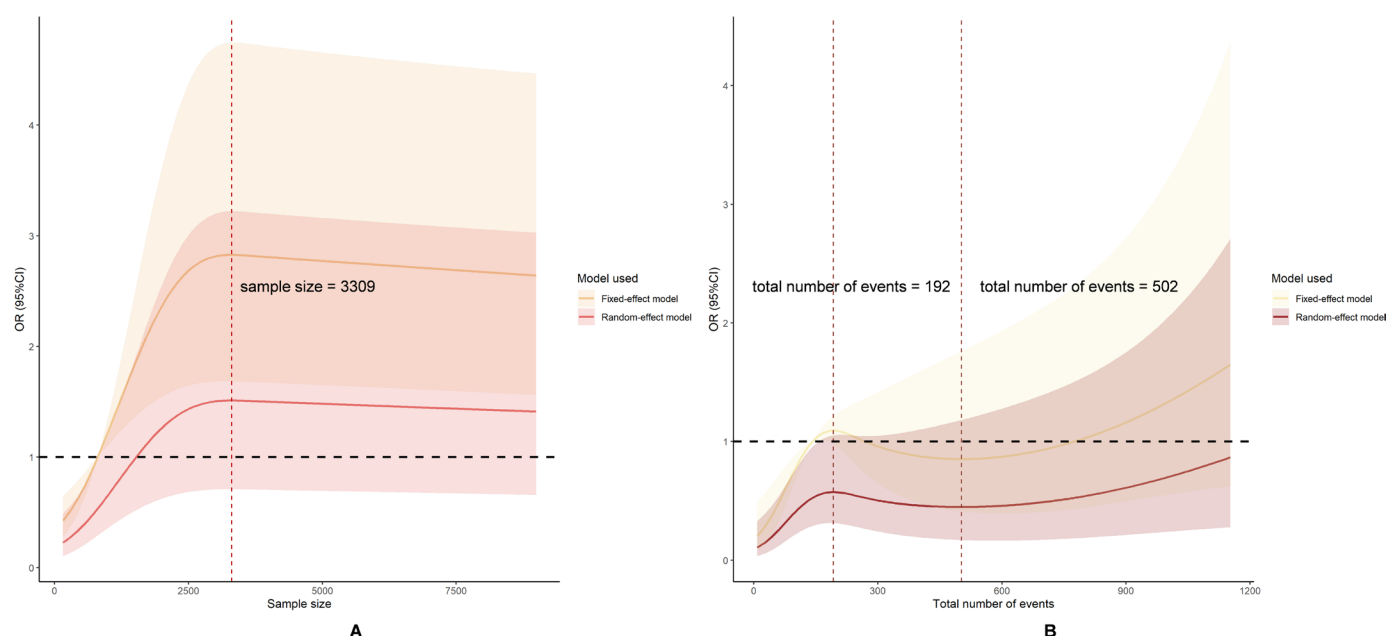 OR (95%CI)
4
3
2
1
0
sample size = 3309
0
2500
5000
7500
Sample size
Model used
Fixed-effect model
Random-effect model
A
OR (95%CI)
4
3
2
1
0
total number of events = 192
total number of events = 502
0
300
600
900
1200
Total number of events
Model used
Fixed-effect model
Random-effect model
B